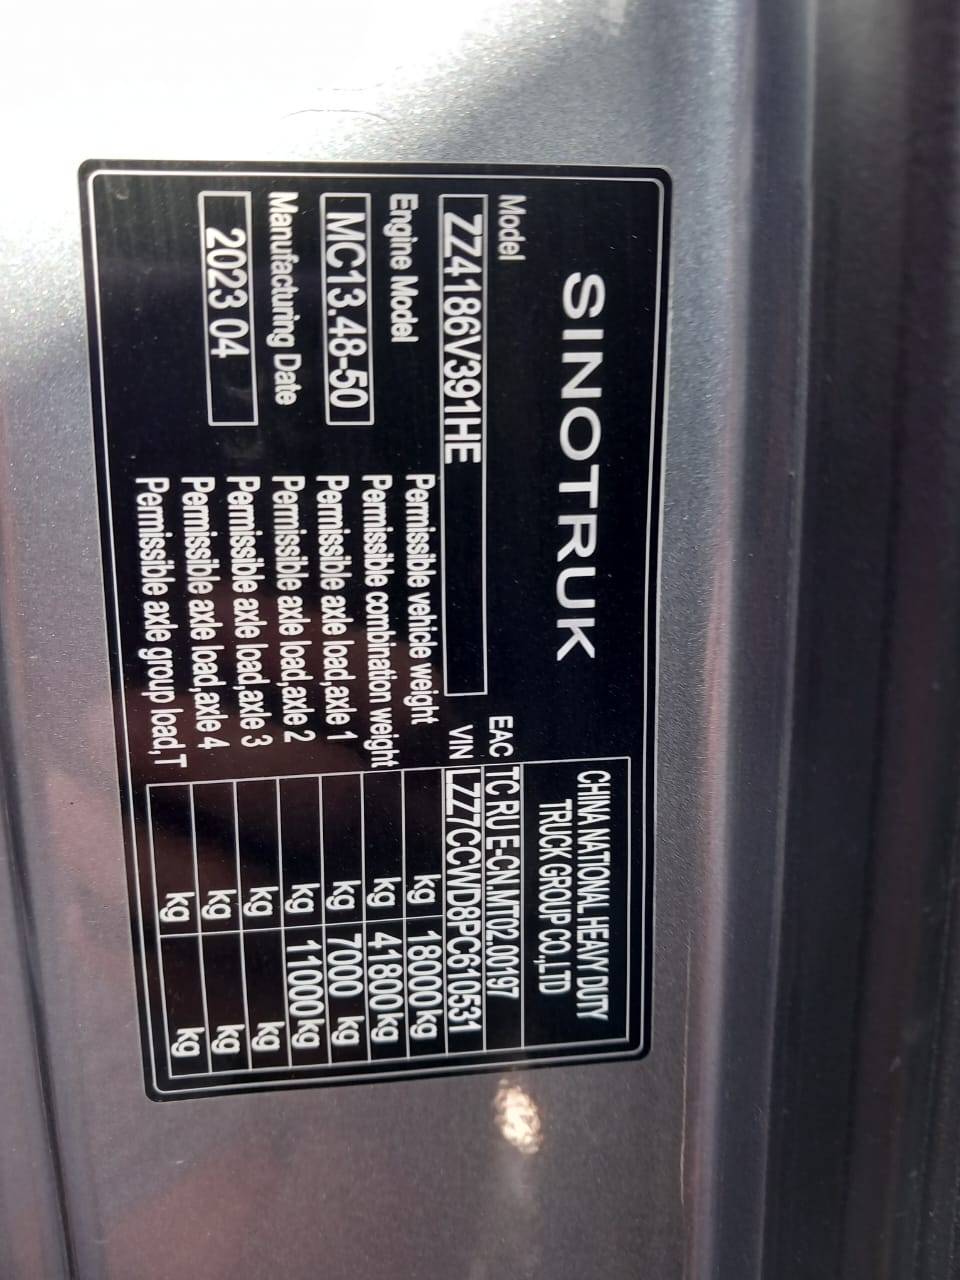 SINOTRUK
CHINA NATIONAL HEAVY DUTY
TRUCK GROUP CO.,LTD
Model
EAC TC RU E-CN.MT02.00197
ZZ4186V391HE
VIN LZZ7CCWD8PC610531
Engine Model
MC13.48-50
Manufacturing Date
2023 04
Permissible vehicle weight kg 18000kg
Permissible combination weight kg 41800kg
Permissible axle load,axle 1 kg 7000 kg
Permissible axle load,axle 2 kg 11000kg
Permissible axle load,axle 3 kg kg
Permissible axle load,axle 4 kg kg
Permissible axle group load,T kg kg